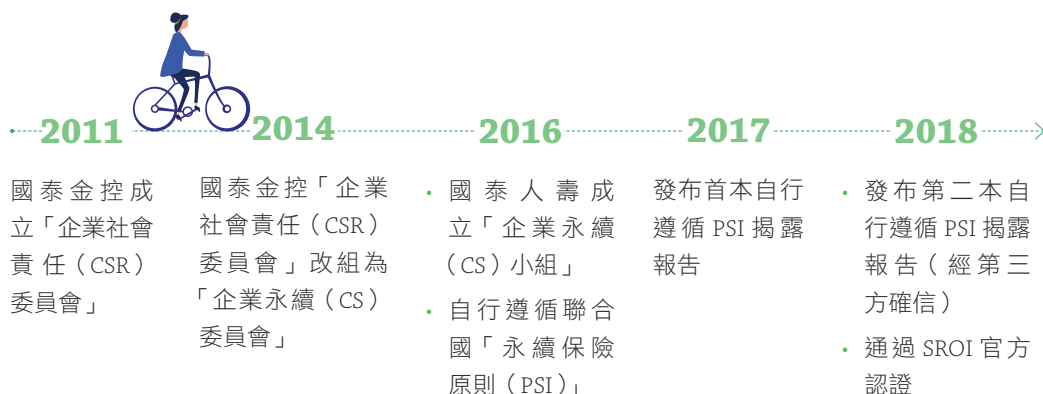 2011
國泰金控成
立「企業社會
責任（CSR）
委員會」
2014
國泰金控「企業
社會責任（CSR）
委員會」改組為
「企業永續（CS）
委員會」
2016
• 國泰人壽成
立「企業永續
（CS）小組」
• 自行遵循聯合
國「永續保險
原則（PSI）」
2017
發布首本自行
遵循 PSI 揭露
報告
2018
• 發布第二本自
行遵循 PSI 揭露
報告（經第三
方確信）
• 通過 SROI 官方
認證